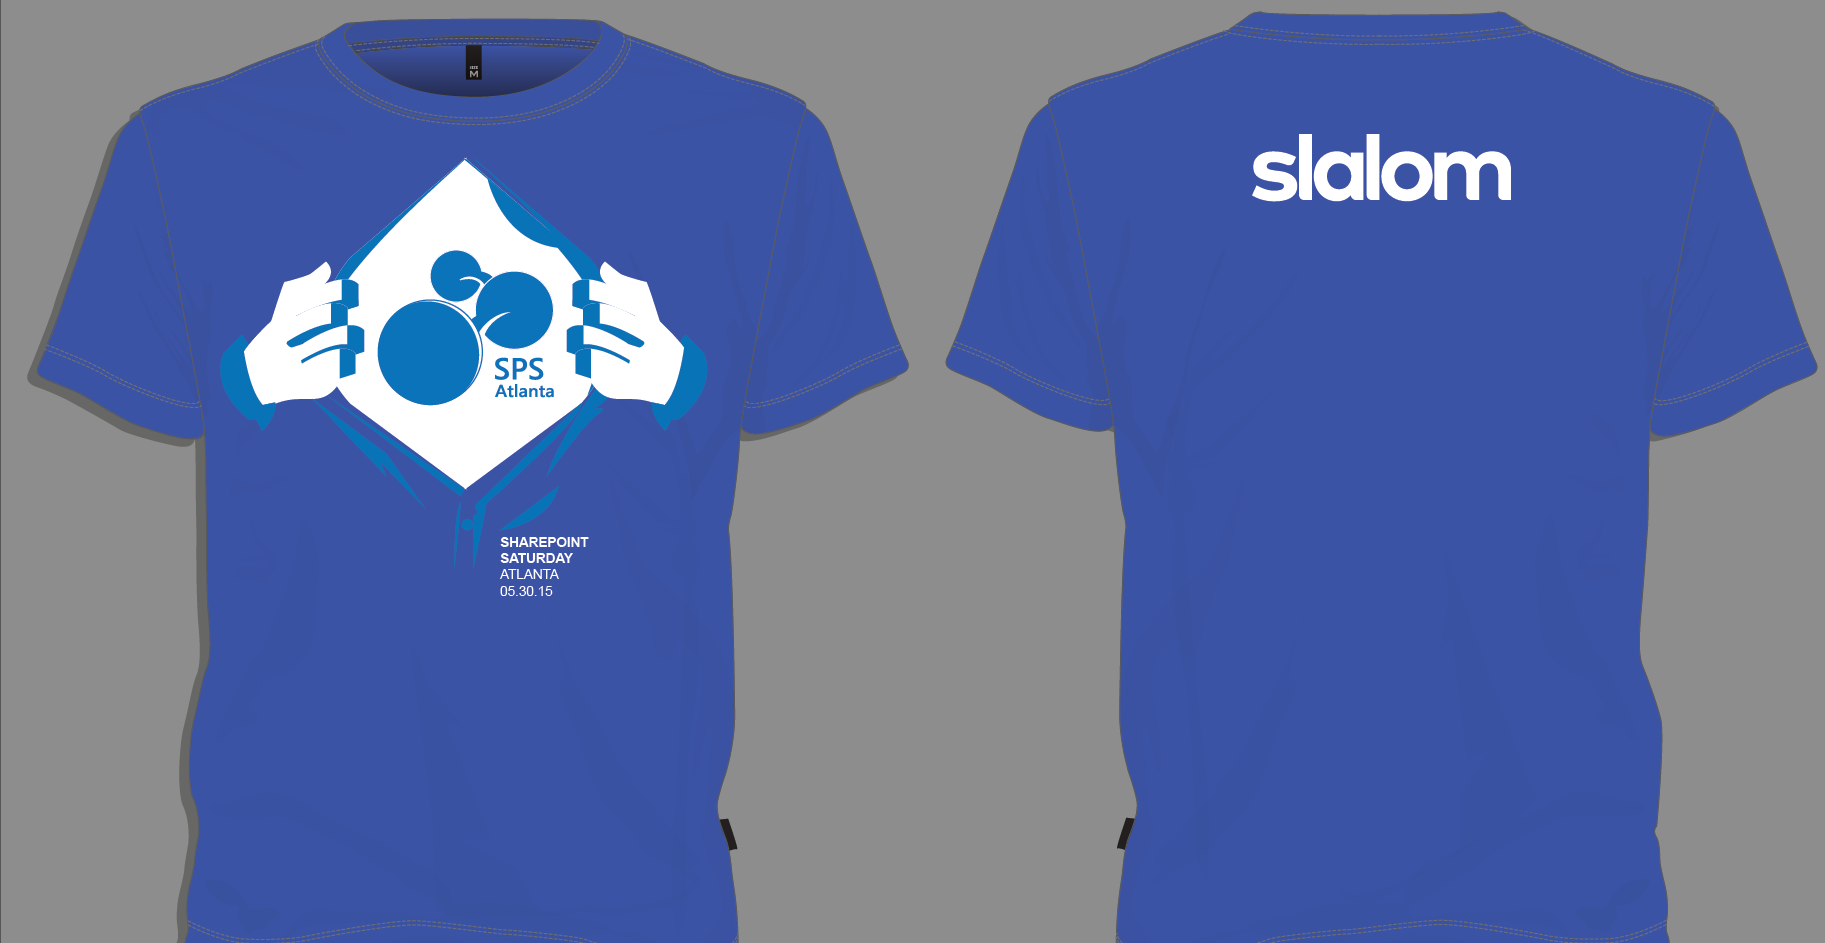 M
SPS
Atlanta
SHAREPOINT
SATURDAY
ATLANTA
05.30.15
slalom